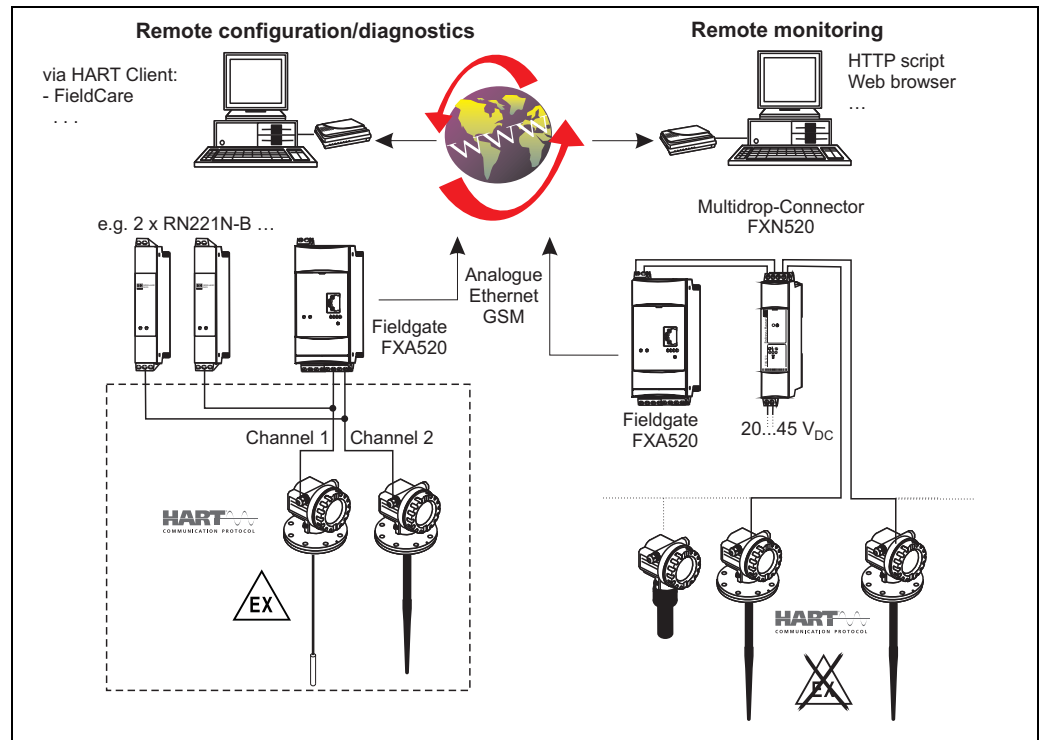 Remote configuration/diagnostics
Remote monitoring
via HART Client:
- FieldCare
. . .
HTTP script
Web browser
...
WWW.
Multidrop-Connector
FXN520
e.g. 2 x RN221N-B ...
Analogue
Ethernet
GSM
Fieldgate
FXA520
Fieldgate
FXA520
20...45 VDC
Channel 1
Channel 2
HART
COMMUNICATION PROTOCOL
EX
HART
COMMUNICATION PROTOCOL
EX